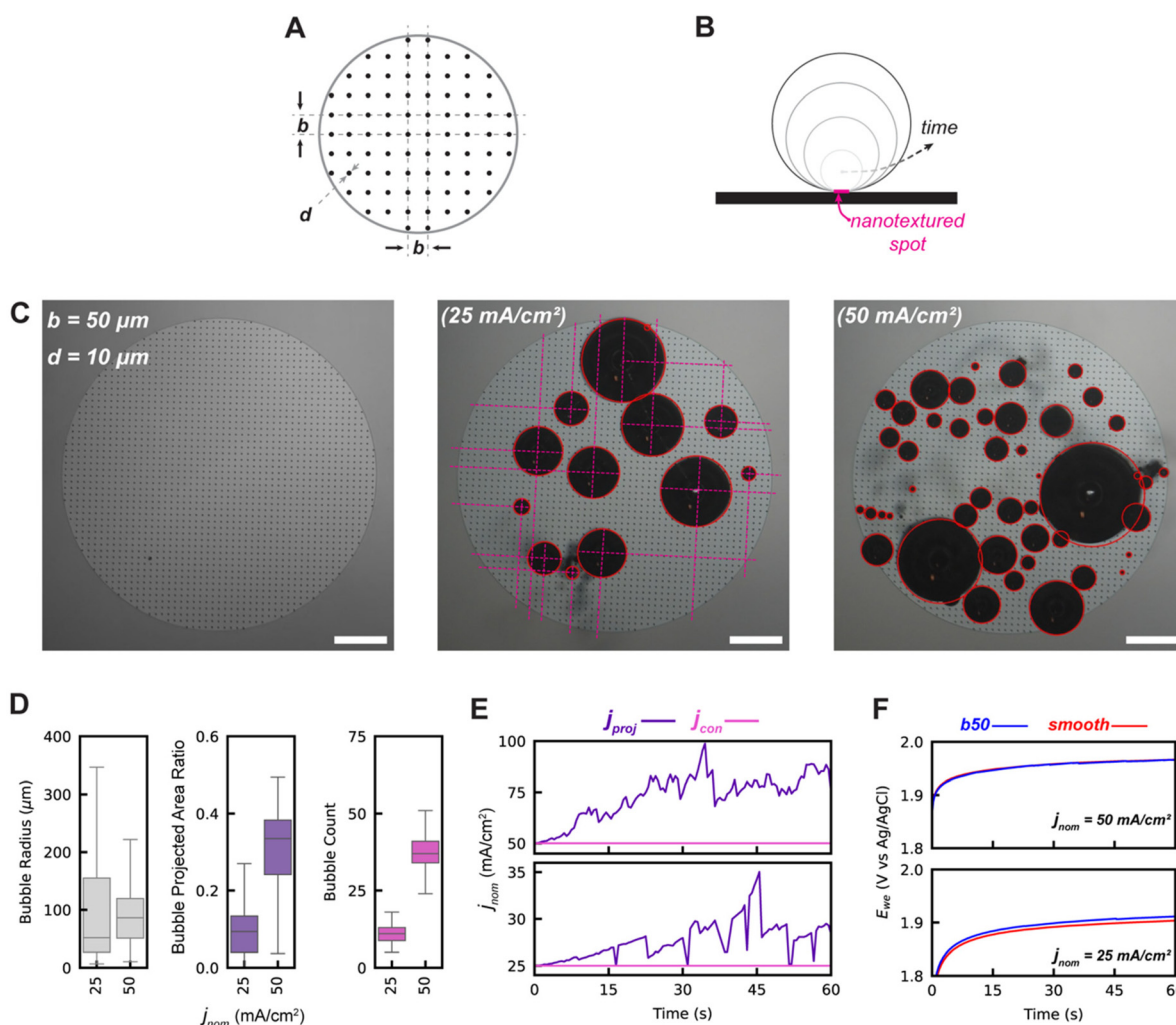 A
b
d
b
B
time
nanotextured
spot
C
b = 50 μm
d = 10 μm
(25 mA/cm²)
(50 mA/cm²)
D
Bubble Radius (μm)
400
300
200
100
0
25
50
Bubble Projected Area Ratio
0.6
0.4
0.2
0.0
25
50
Bubble Count
75
50
25
0
25
50
jnom (mA/cm²)
E
jproj
jcon
100
75
50
35
30
25
jnom (mA/cm²)
0
15
30
45
60
Time (s)
F
b50
smooth
2.0
1.9
1.8
jnom = 50 mA/cm²
Ewe (V vs Ag/AgCl)
2.0
1.9
1.8
jnom = 25 mA/cm²
0
15
30
45
60
Time (s)